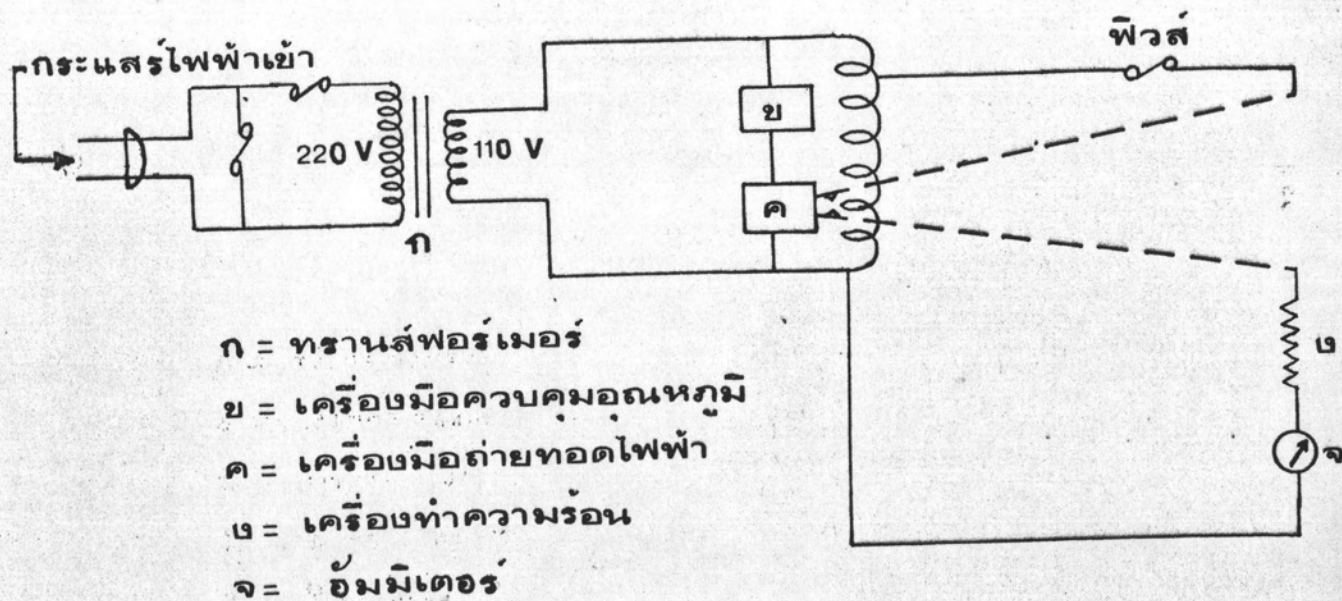 ฟิวส์
กระแสร์ไฟฟ้าเข้า
220 V
110 V
ข
ค
ก
ง
จ
ก = ทรานส์ฟอร์เมอร์
ข = เครื่องมือควบคุมอุณหภูมิ
ค = เครื่องมือถ่ายทอดไฟฟ้า
ง = เครื่องทำความร้อน
จ = อัมมิเตอร์